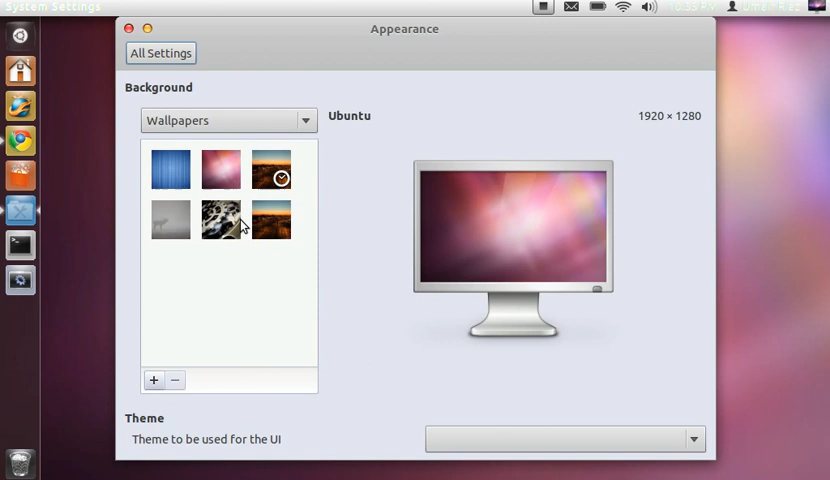 System Settings
Appearance
All Settings
Background
Wallpapers
Ubuntu
1920 × 1280
Theme
Theme to be used for the UI